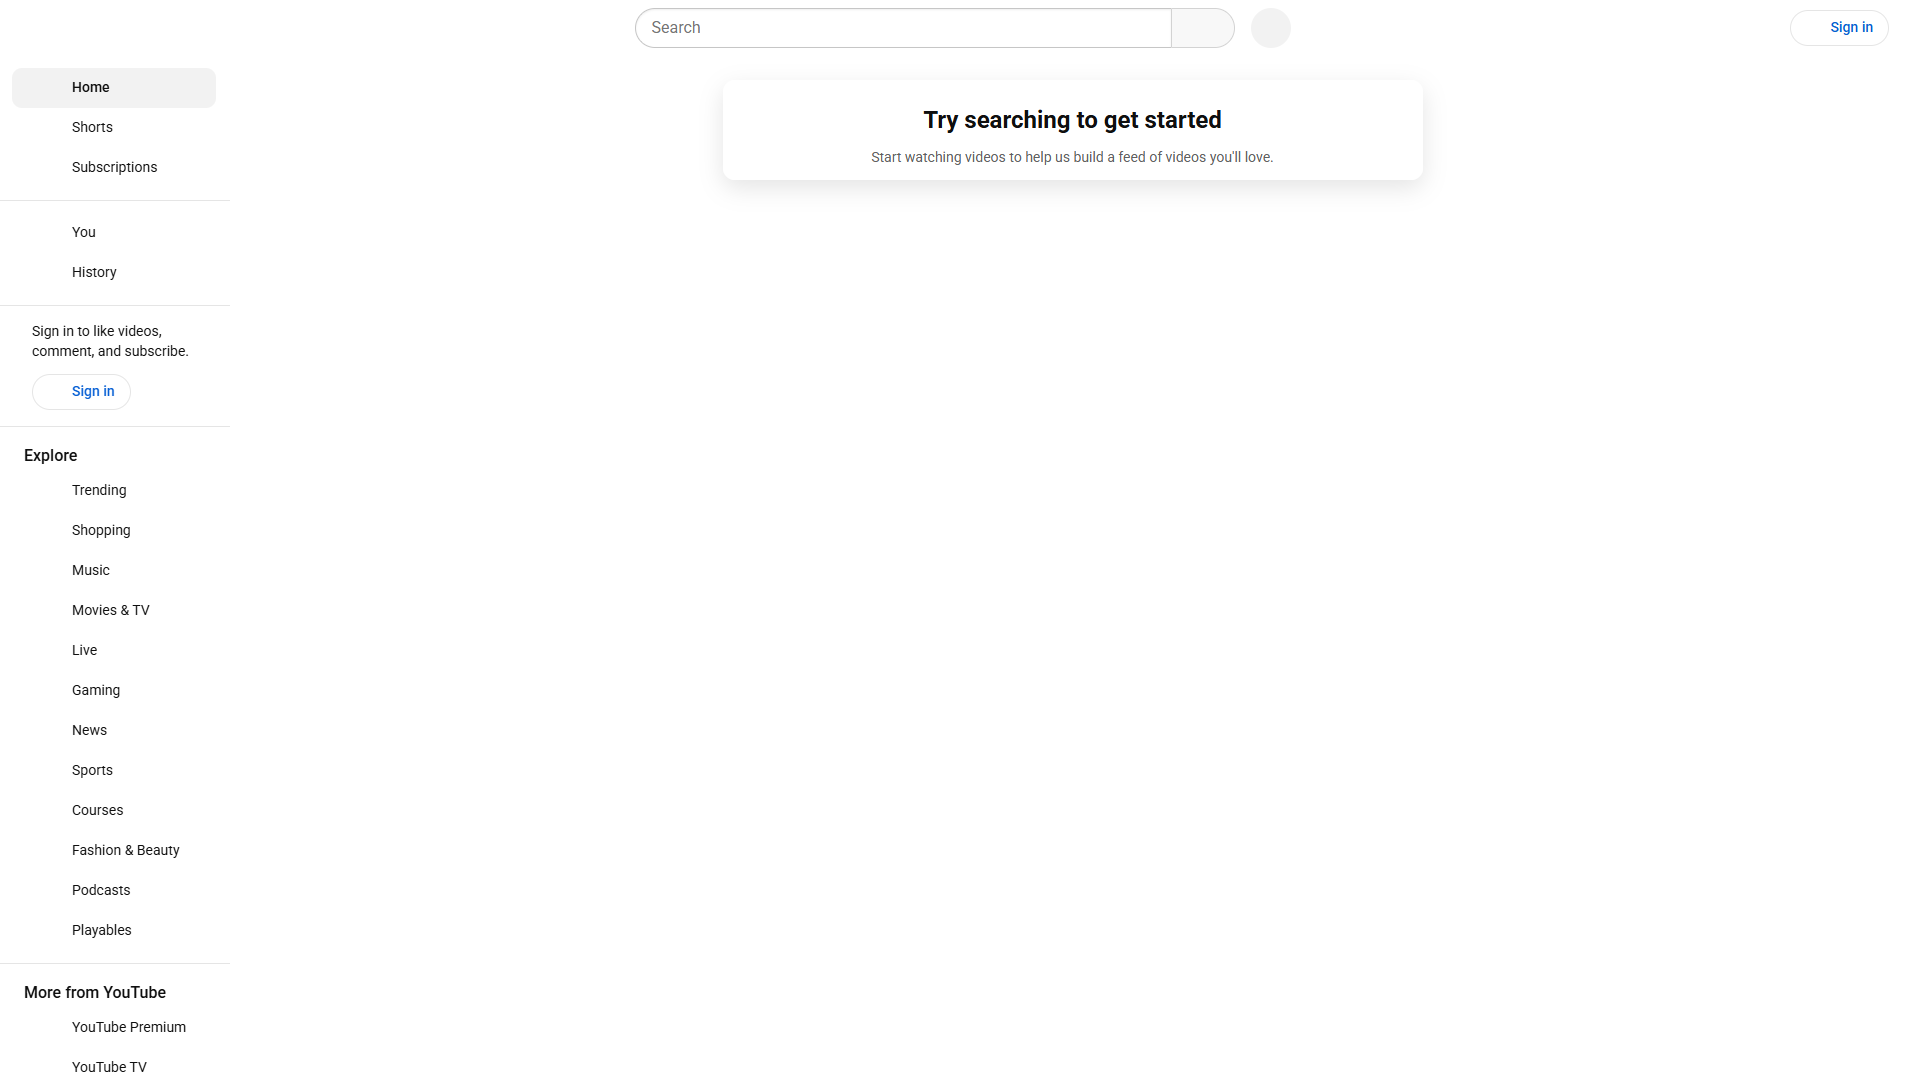 Search
Sign in
Home
Shorts
Subscriptions
You
History
Sign in to like videos,
comment, and subscribe.
Sign in
Explore
Trending
Shopping
Music
Movies & TV
Live
Gaming
News
Sports
Courses
Fashion & Beauty
Podcasts
Playables
More from YouTube
YouTube Premium
YouTube TV
Try searching to get started
Start watching videos to help us build a feed of videos you'll love.